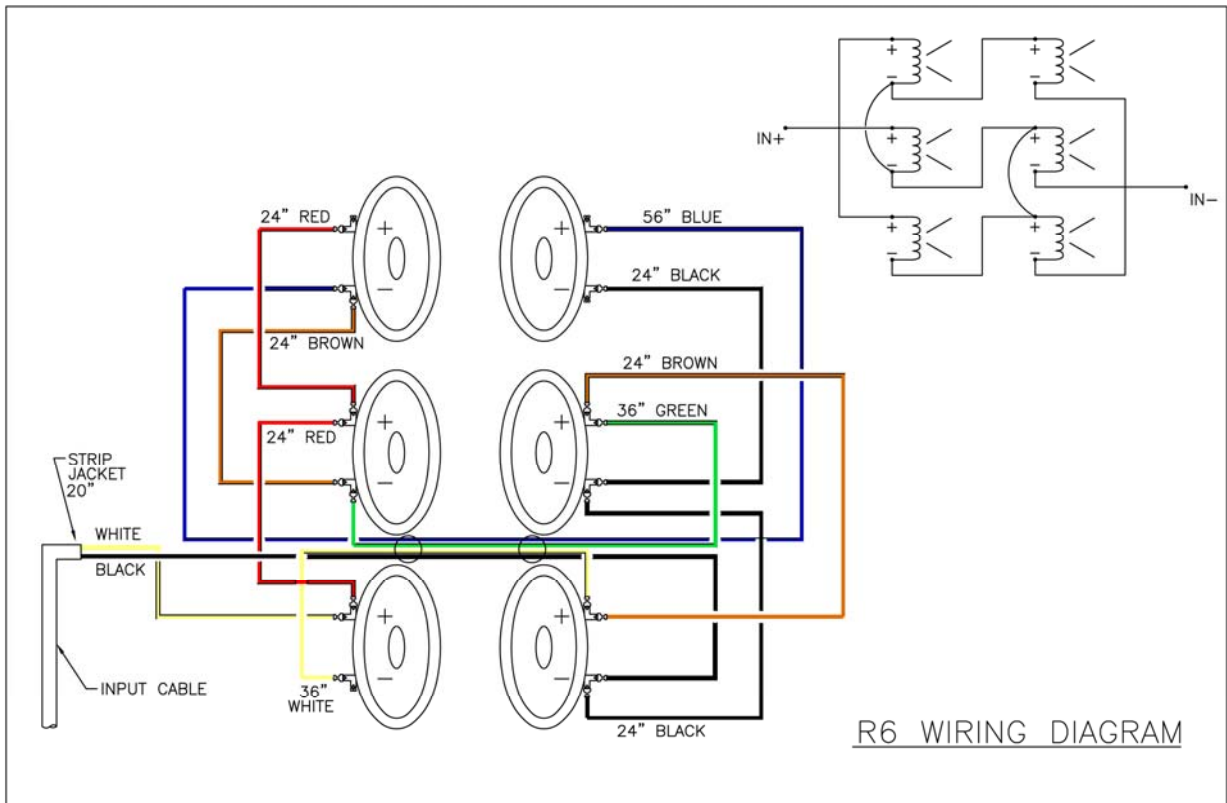 +
+
−
−
IN+
+
+
−
−
IN−
+
+
−
−
24” RED
56” BLUE
+
+
24” BLACK
−
−
24” BROWN
24” BROWN
36” GREEN
+
+
24” RED
STRIP
JACKET
20”
−
−
WHITE
BLACK
+
+
INPUT CABLE
−
−
36”
WHITE
24” BLACK
R6 WIRING DIAGRAM